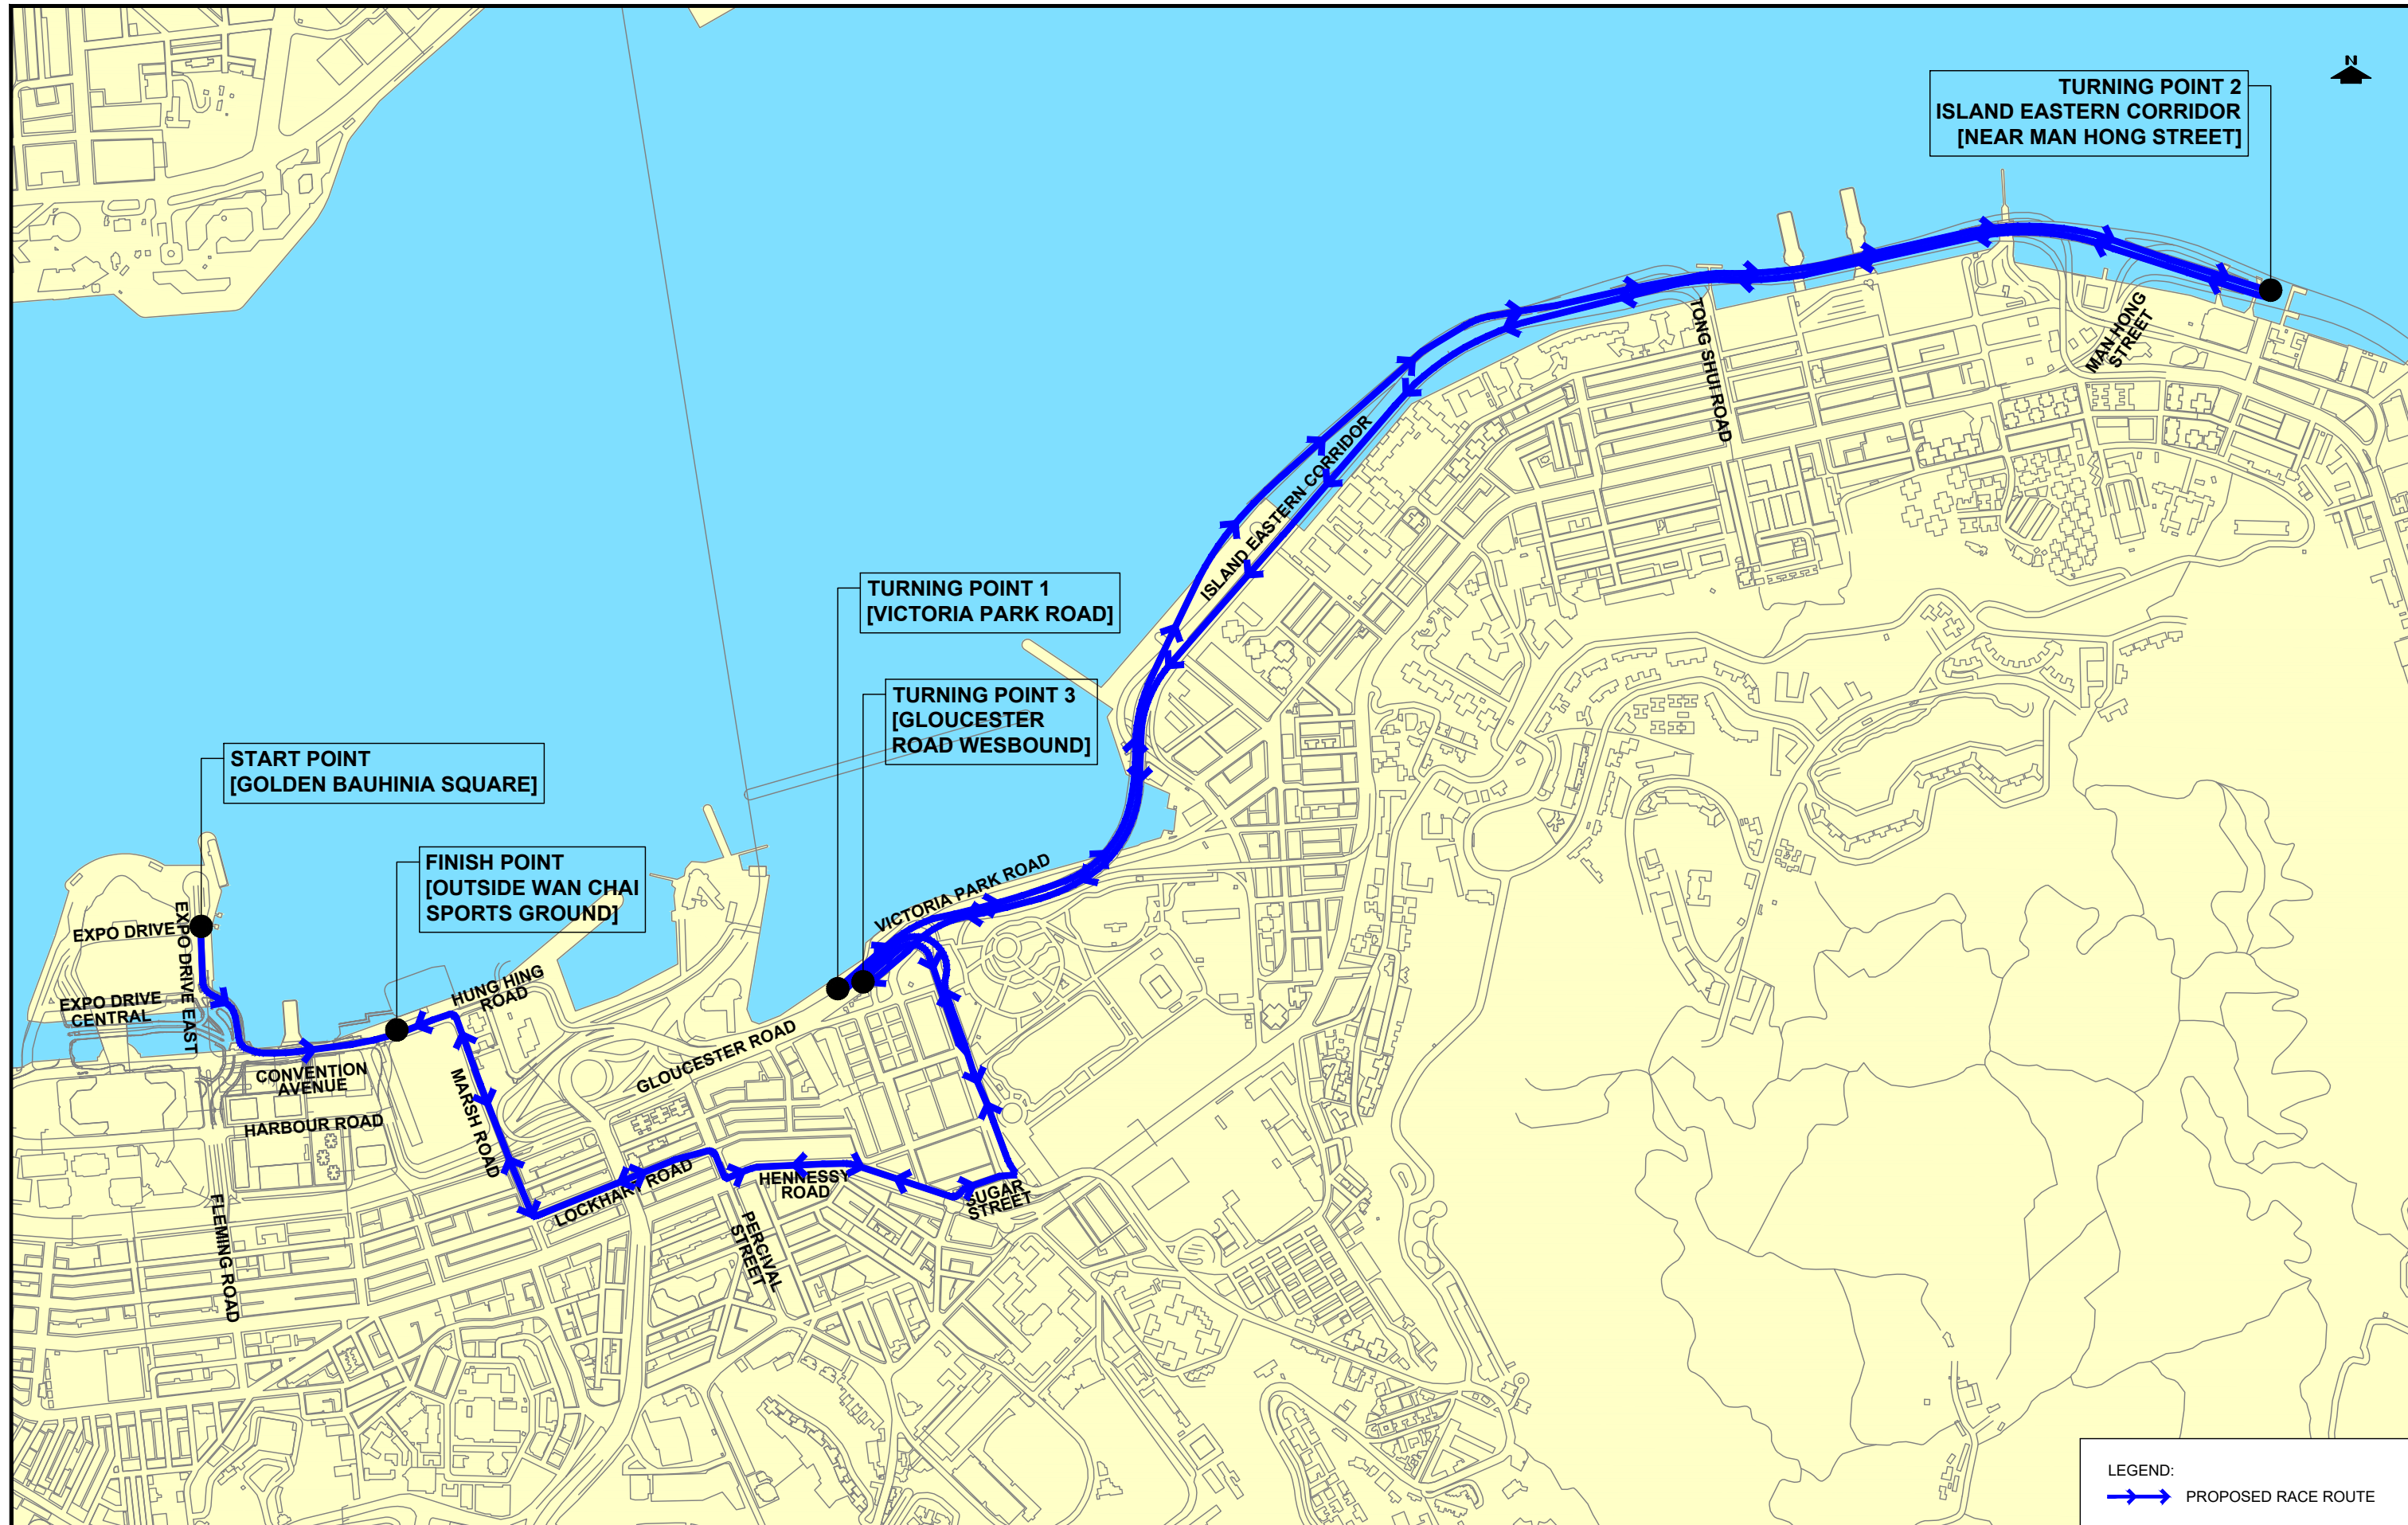 N
TURNING POINT 2
ISLAND EASTERN CORRIDOR
[NEAR MAN HONG STREET]
TONG SHUI ROAD
MAN HONG
STREET
ISLAND EASTERN CORRIDOR
TURNING POINT 1
[VICTORIA PARK ROAD]
TURNING POINT 3
[GLOUCESTER
ROAD WESBOUND]
START POINT
[GOLDEN BAUHINIA SQUARE]
FINISH POINT
[OUTSIDE WAN CHAI
SPORTS GROUND]
VICTORIA PARK ROAD
EXPO DRIVE
EXPO DRIVE EAST
EXPO DRIVE
CENTRAL
HUNG HING
ROAD
GLOUCESTER ROAD
CONVENTION
AVENUE
MARSH ROAD
HARBOUR ROAD
LOCKHART ROAD
HENNESSY
ROAD
SUGAR
STREET
FLEMING ROAD
PERCIVAL
STREET
LEGEND:
PROPOSED RACE ROUTE